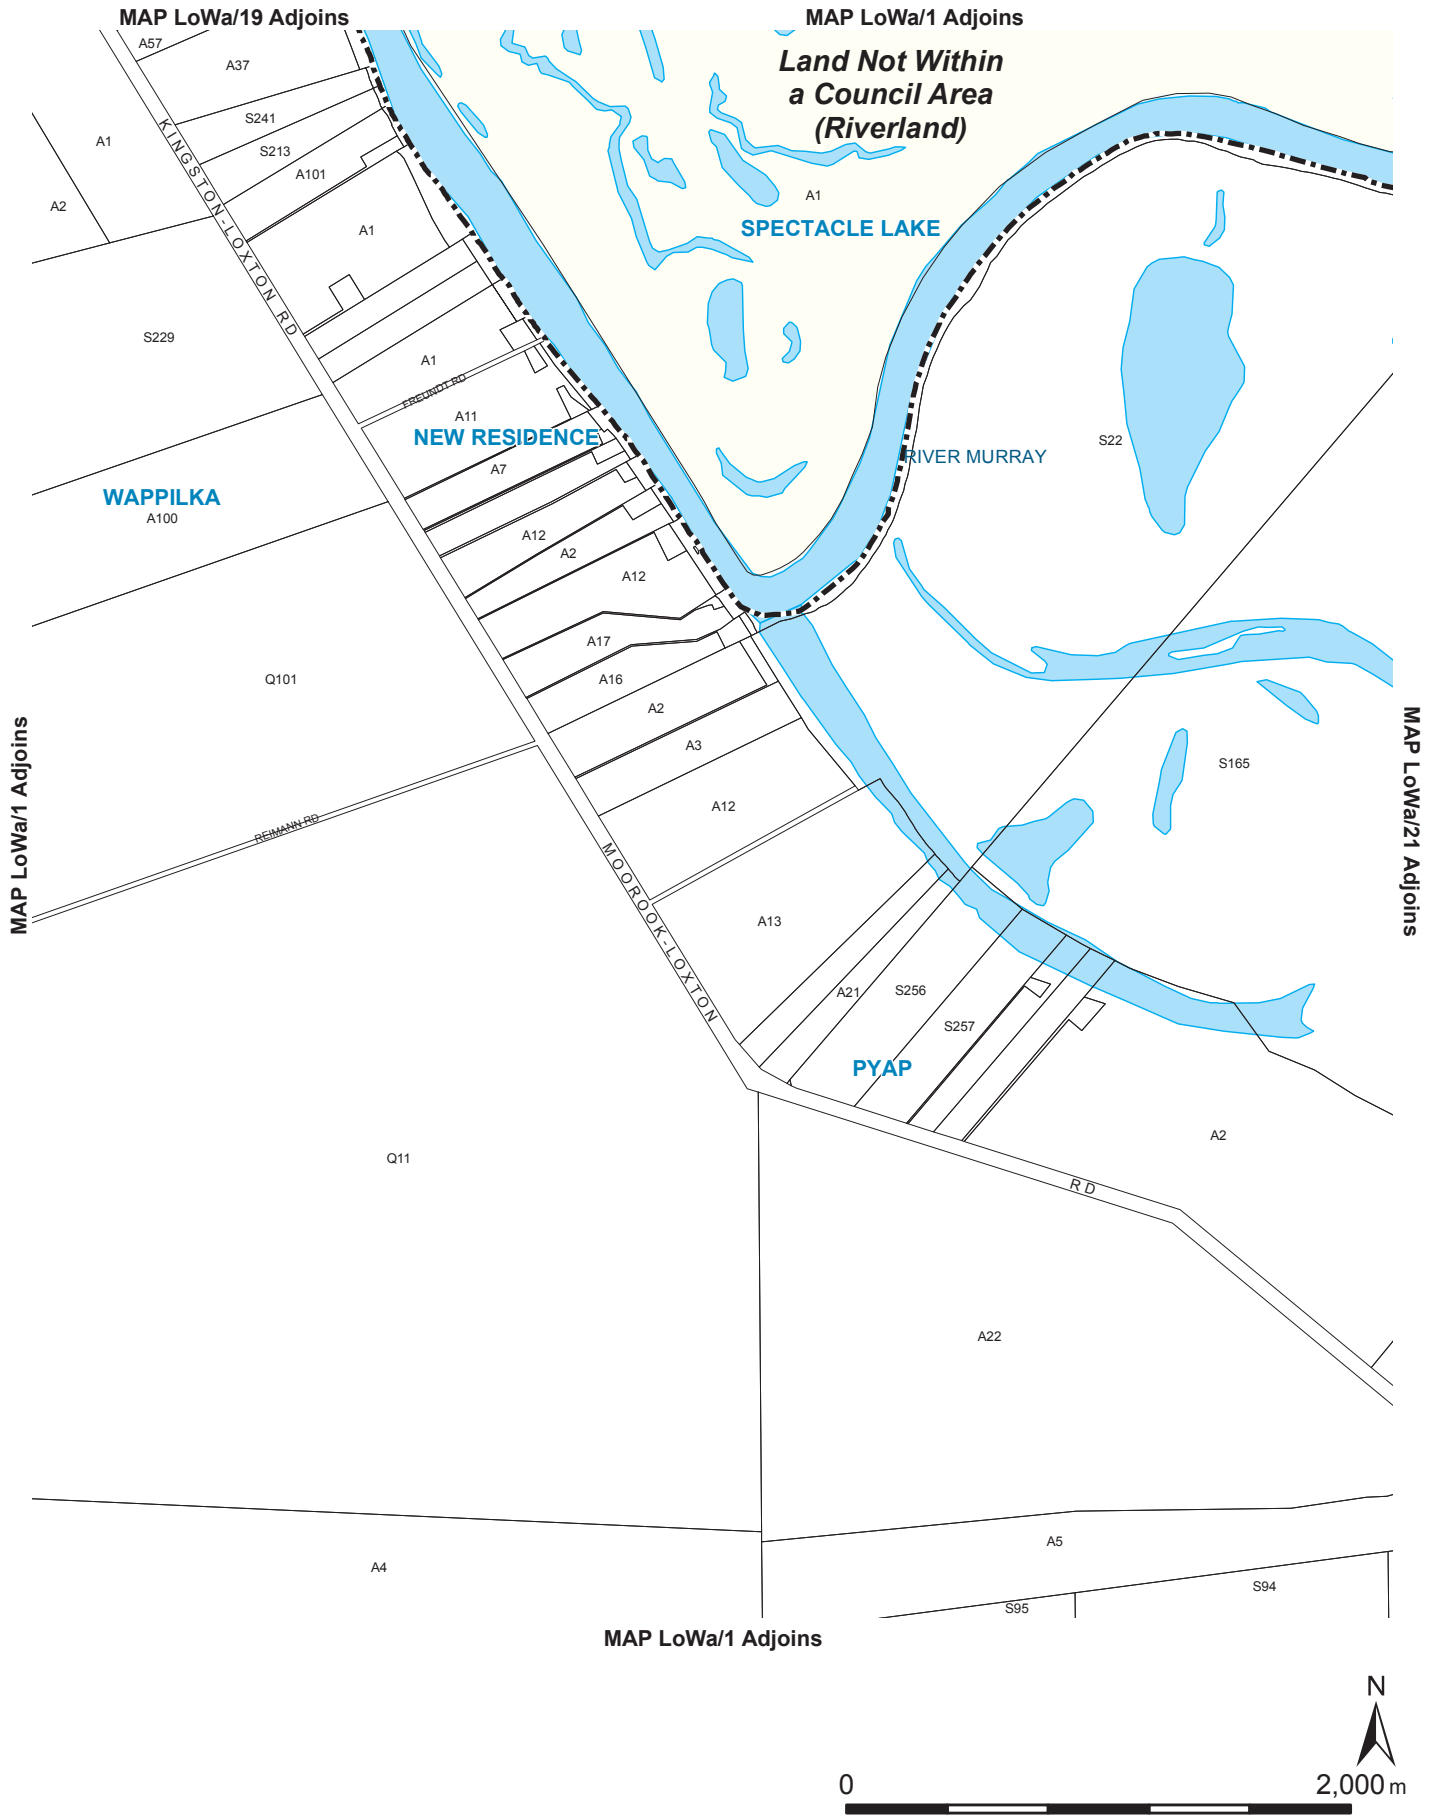 MAP LoWa/19 Adjoins
MAP LoWa/1 Adjoins
Land Not Within
a Council Area
(Riverland)
A57
A37
S241
S213
A101
A1
A2
A1
A1
SPECTACLE LAKE
KINGSTON-LOXTON RD
S229
A1
FREUNDT RD
A11
NEW RESIDENCE
S22
RIVER MURRAY
A7
WAPPILKA
A100
A12
A2
A12
A17
Q101
A16
A2
A3
MAP LoWa/1 Adjoins
MAP LoWa/21 Adjoins
S165
A12
REIMANN RD
MOOROOK-LOXTON
A13
A21
S256
S257
PYAP
A2
Q11
RD
A22
A5
A4
S94
S95
MAP LoWa/1 Adjoins
N
0
2,000 m